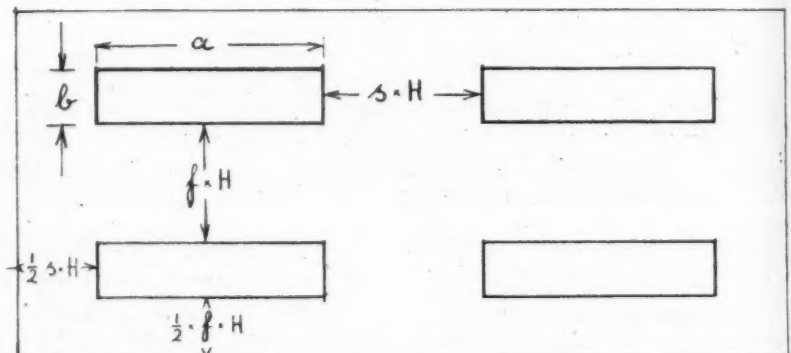 a
b
s × H
f × H
½ s · H
½ · f · H